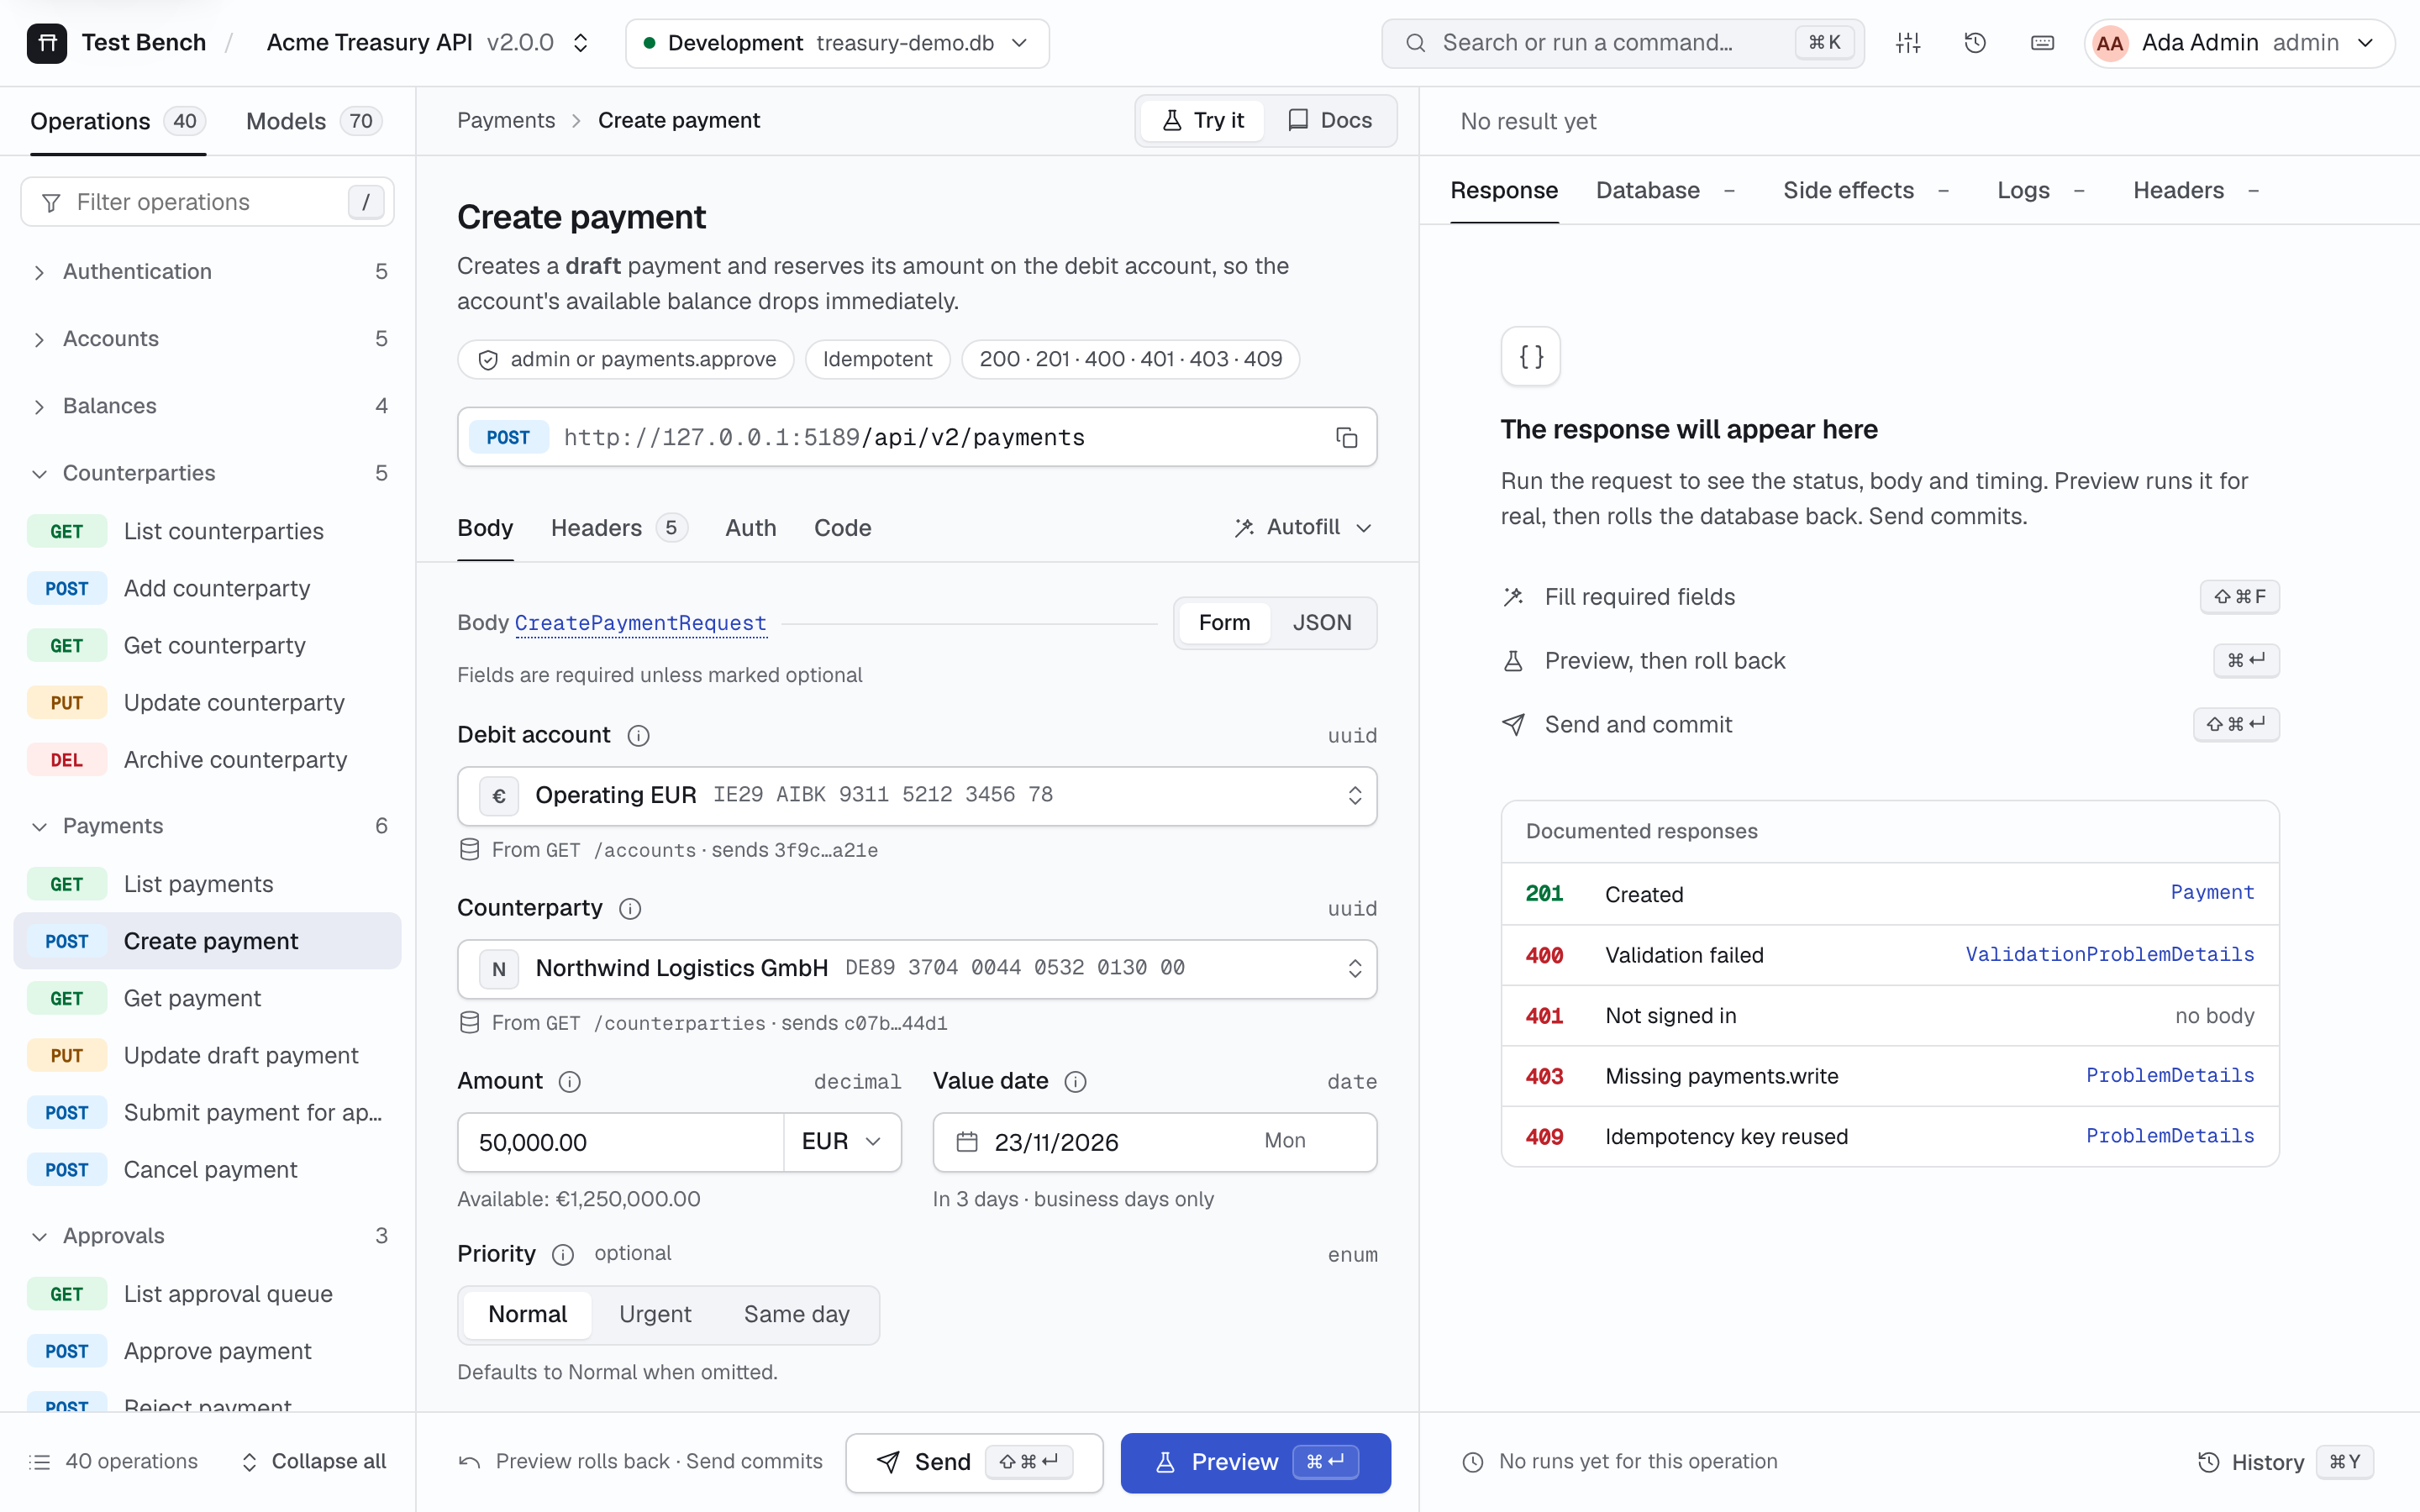 Test Bench / Acme Treasury API v2.0.0
Development treasury-demo.db
Search or run a command... ⌘K
AA Ada Admin admin
Operations 40 Models 70
Filter operations /
Authentication 5
Accounts 5
Balances 4
Counterparties 5
GET List counterparties
POST Add counterparty
GET Get counterparty
PUT Update counterparty
DEL Archive counterparty
Payments 6
GET List payments
POST Create payment
GET Get payment
PUT Update draft payment
POST Submit payment for ap...
POST Cancel payment
Approvals 3
GET List approval queue
POST Approve payment
POST Reject payment
40 operations Collapse all
Payments > Create payment
Try it Docs
Create payment
Creates a draft payment and reserves its amount on the debit account, so the
account's available balance drops immediately.
admin or payments.approve Idempotent 200 · 201 · 400 · 401 · 403 · 409
POST http://127.0.0.1:5189/api/v2/payments
Body Headers 5 Auth Code Autofill
Body CreatePaymentRequest Form JSON
Fields are required unless marked optional
Debit account uuid
€ Operating EUR IE29 AIBK 9311 5212 3456 78
From GET /accounts · sends 3f9c…a21e
Counterparty uuid
N Northwind Logistics GmbH DE89 3704 0044 0532 0130 00
From GET /counterparties · sends c07b…44d1
Amount decimal Value date date
50,000.00 EUR 23/11/2026 Mon
Available: €1,250,000.00 In 3 days · business days only
Priority optional enum
Normal Urgent Same day
Defaults to Normal when omitted.
Preview rolls back · Send commits Send ⇧⌘↵ Preview ⌘↵
No result yet
Response Database – Side effects – Logs – Headers –
{ }
The response will appear here
Run the request to see the status, body and timing. Preview runs it for
real, then rolls the database back. Send commits.
Fill required fields ⇧⌘F
Preview, then roll back ⌘↵
Send and commit ⇧⌘↵
Documented responses
201 Created Payment
400 Validation failed ValidationProblemDetails
401 Not signed in no body
403 Missing payments.write ProblemDetails
409 Idempotency key reused ProblemDetails
No runs yet for this operation History ⌘Y